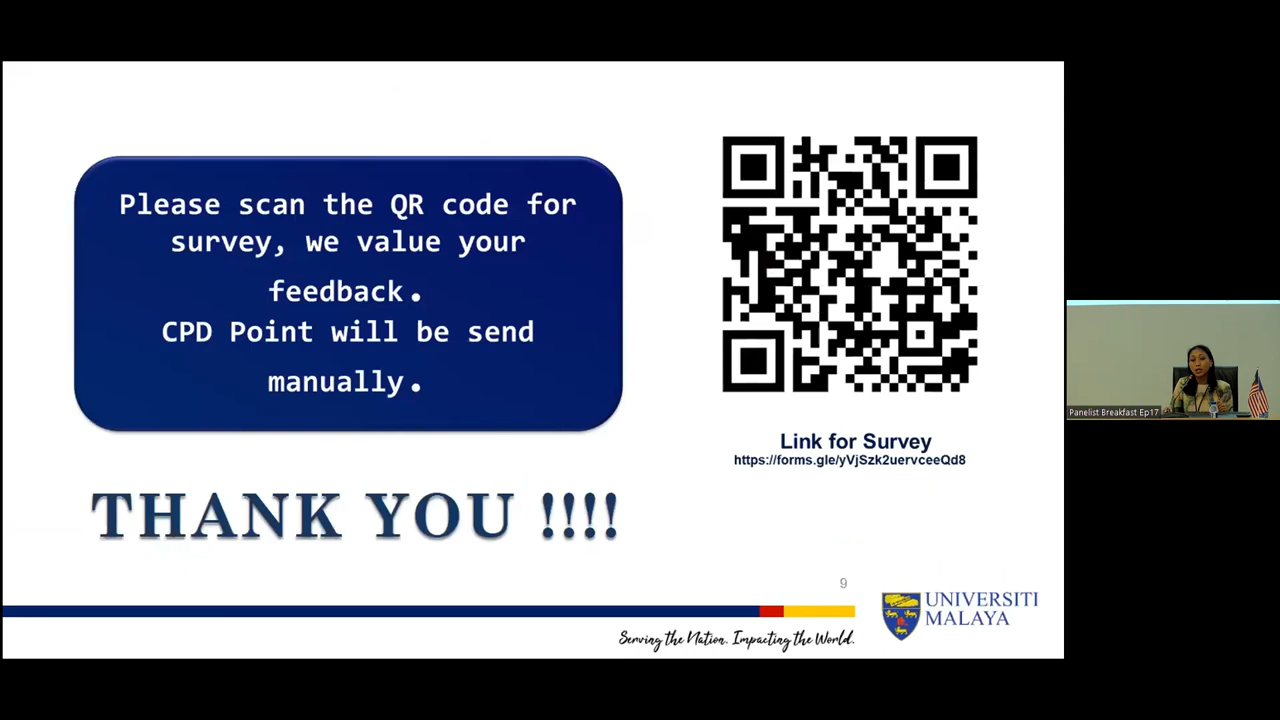 Please scan the QR code for
survey, we value your
feedback.
CPD Point will be send
manually.
THANK YOU !!!!
Link for Survey
https://forms.gle/yVjSzk2uervceeQd8
9
UNIVERSITI
MALAYA
Serving the Nation. Impacting the World.
Panelist Breakfast Ep17